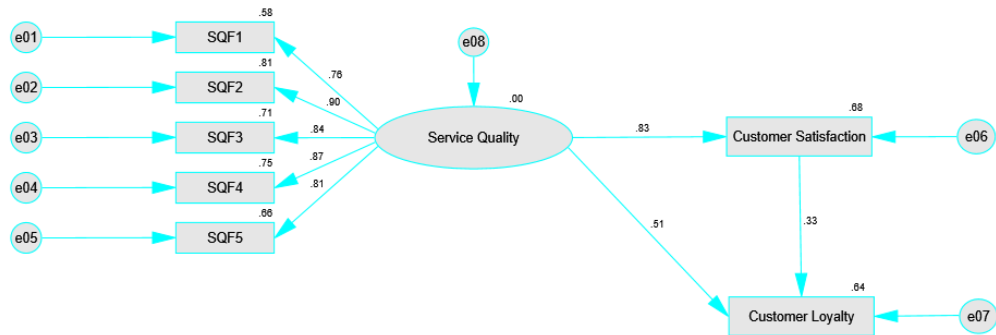 .58
e01
SQF1
e08
.81
.76
e02
SQF2
.90
.00
.71
.68
e03
SQF3
.84
Service Quality
.83
Customer Satisfaction
e06
.75
.87
e04
SQF4
.81
.66
.51
.33
e05
SQF5
.64
Customer Loyalty
e07